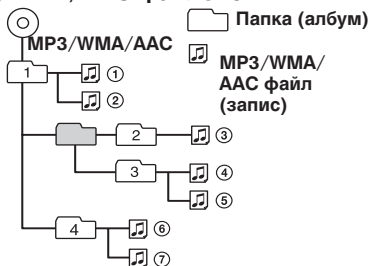 Папка (албум)
MP3/WMA/AAC
MP3/WMA/
AAC файл
(запис)
1
①
②
2
③
3
④
⑤
4
⑥
⑦